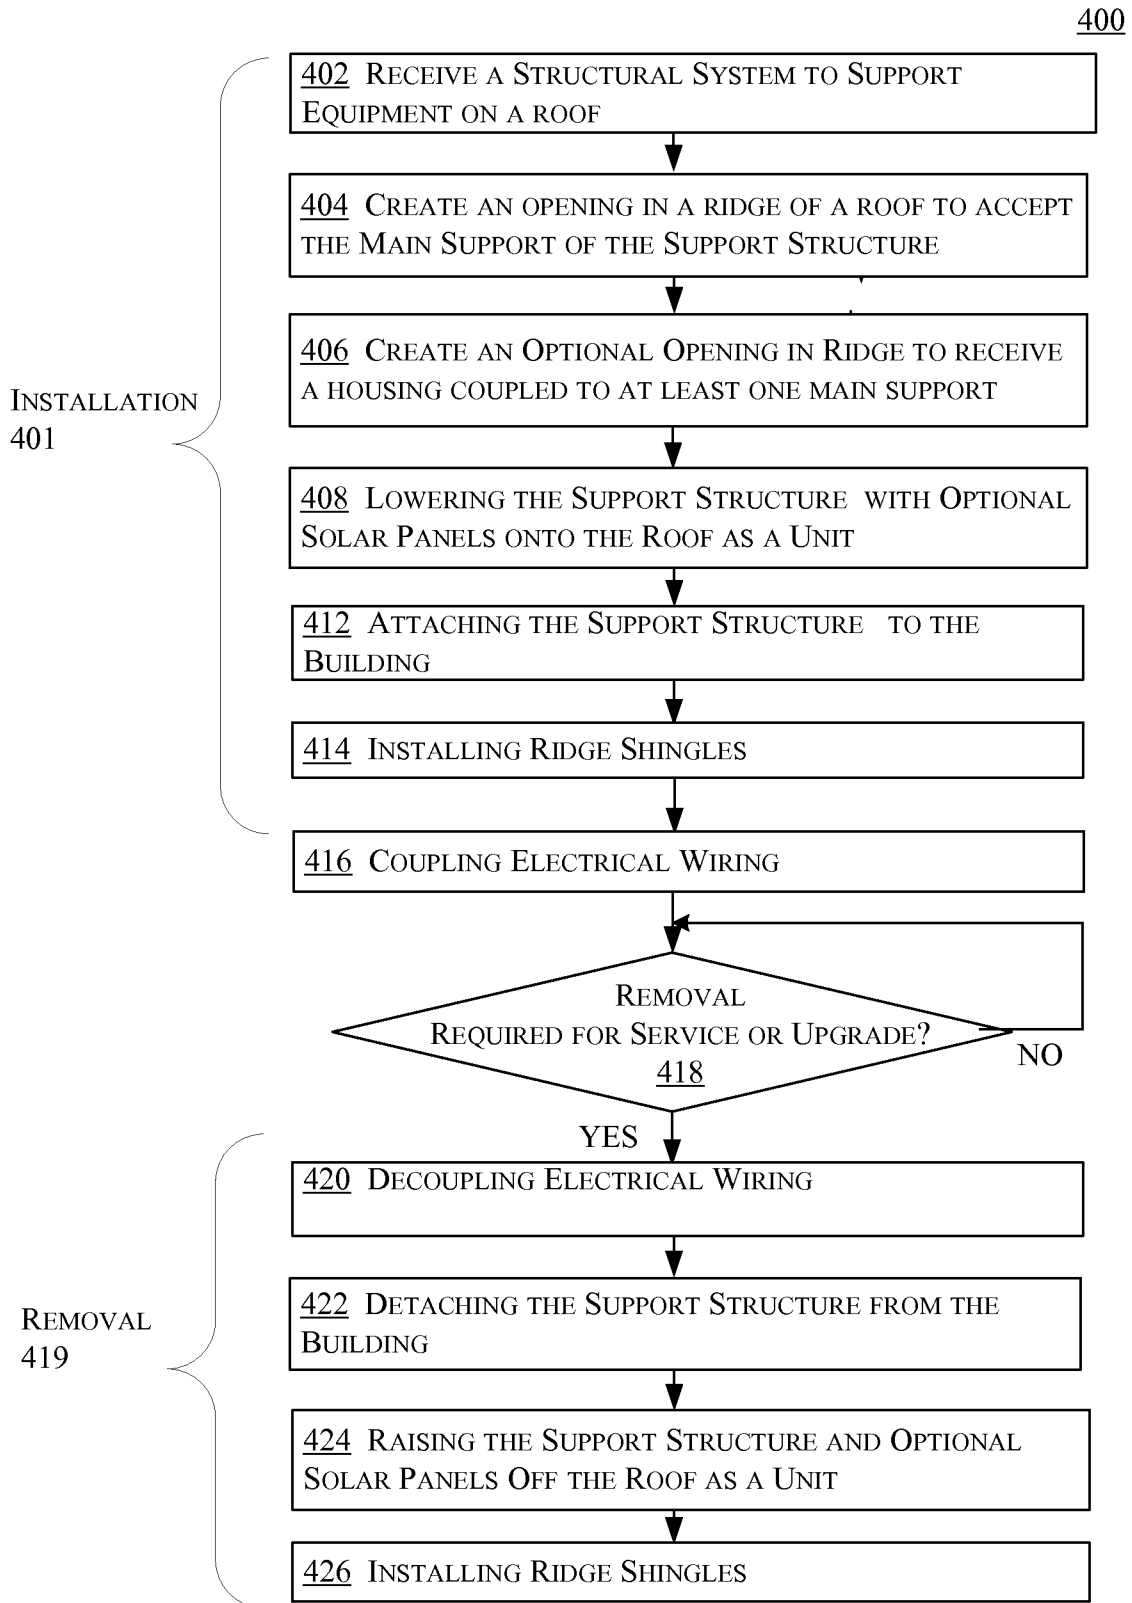 400
402 Receive a Structural System to Support
Equipment on a roof
404 Create an opening in a ridge of a roof to accept
the Main Support of the Support Structure
406 Create an Optional Opening in Ridge to receive
a housing coupled to at least one main support
Installation
401
408 Lowering the Support Structure with Optional
Solar Panels onto the Roof as a Unit
412 Attaching the Support Structure to the
Building
414 Installing Ridge Shingles
416 Coupling Electrical Wiring
Removal
Required for Service or Upgrade?
418
NO
YES
420 Decoupling Electrical Wiring
422 Detaching the Support Structure from the
Building
Removal
419
424 Raising the Support Structure and Optional
Solar Panels Off the Roof as a Unit
426 Installing Ridge Shingles